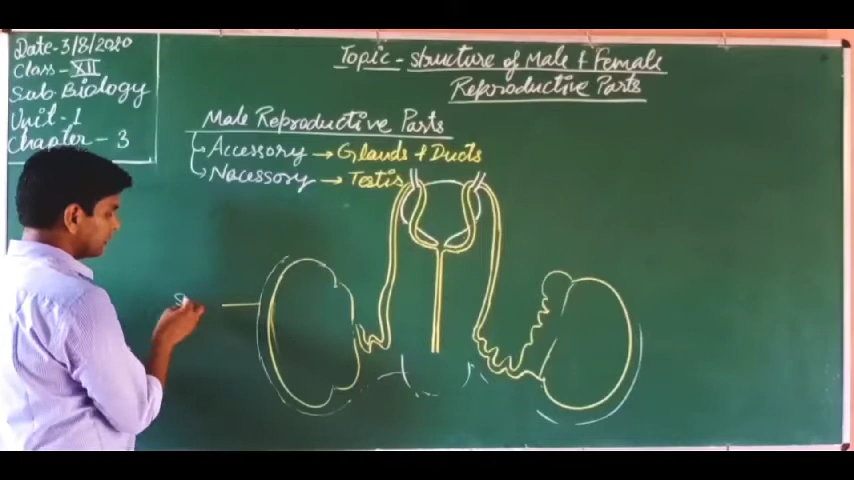 Date-3/8/2020
Class-XII
Sub-Biology
Unit-1
Chapter-3
Topic-structure of Male & Female
Reproductive Parts
Male Reproductive Parts
Accessory → Glands & Ducts
Necessory → Testis
S